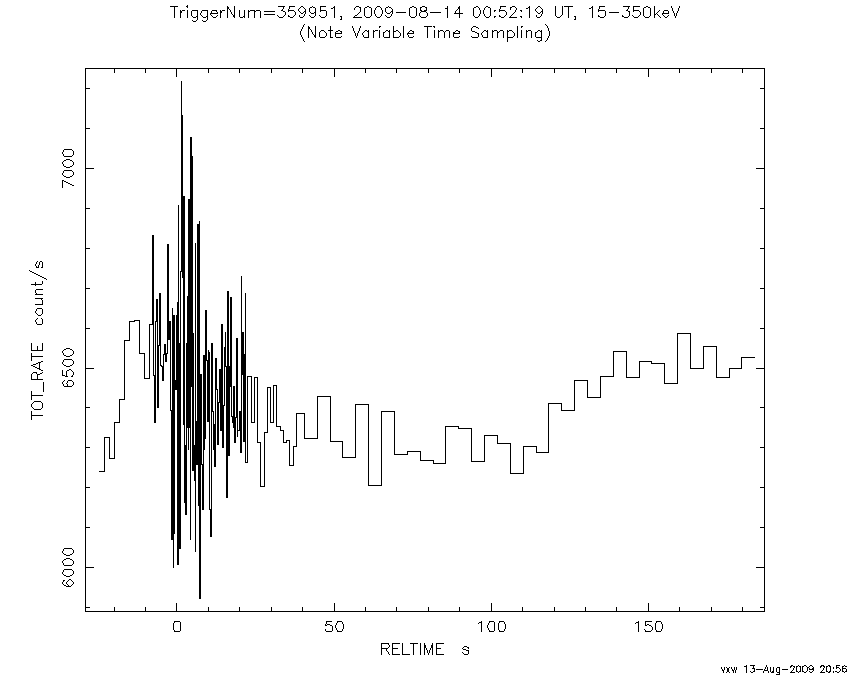 TriggerNum=359951, 2009-08-14 00:52:19 UT, 15-350keV
(Note Variable Time Sampling)
TOT_RATE count/s
7000
6500
6000
0 50 100 150
RELTIME s
vxw 13-Aug-2009 20:56